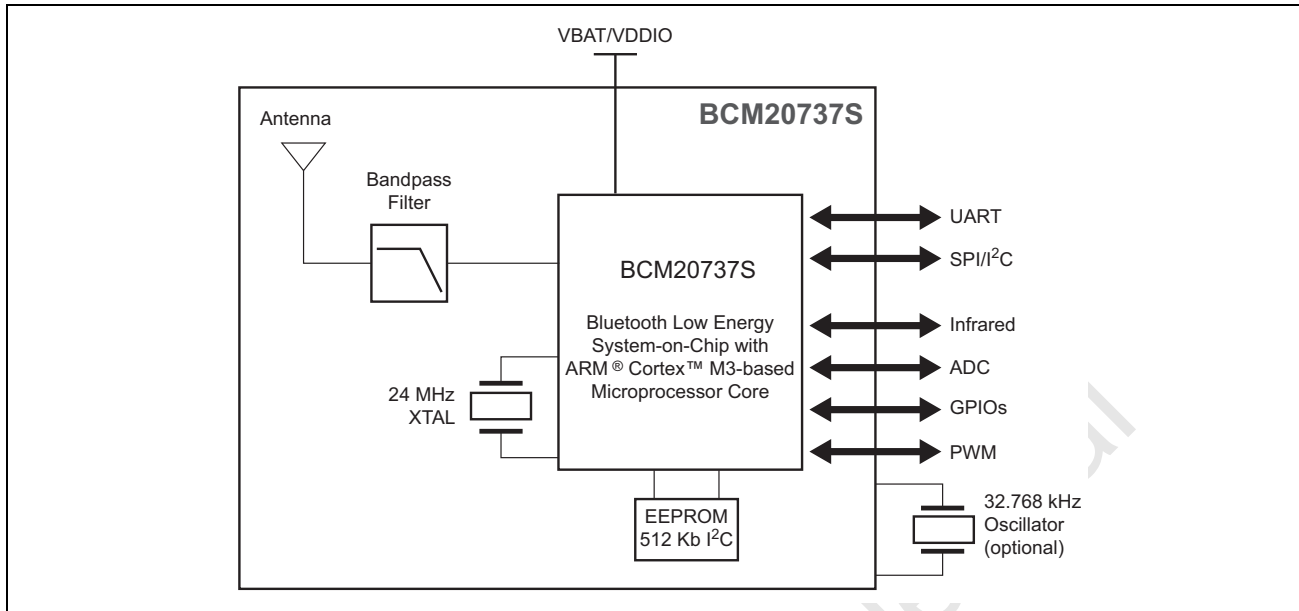 VBAT/VDDIO
BCM20737S
Antenna
Bandpass
Filter
BCM20737S
Bluetooth Low Energy
System-on-Chip with
ARM ® Cortex™ M3-based
Microprocessor Core
24 MHz
XTAL
EEPROM
512 Kb I²C
UART
SPI/I²C
Infrared
ADC
GPIOs
PWM
32.768 kHz
Oscillator
(optional)